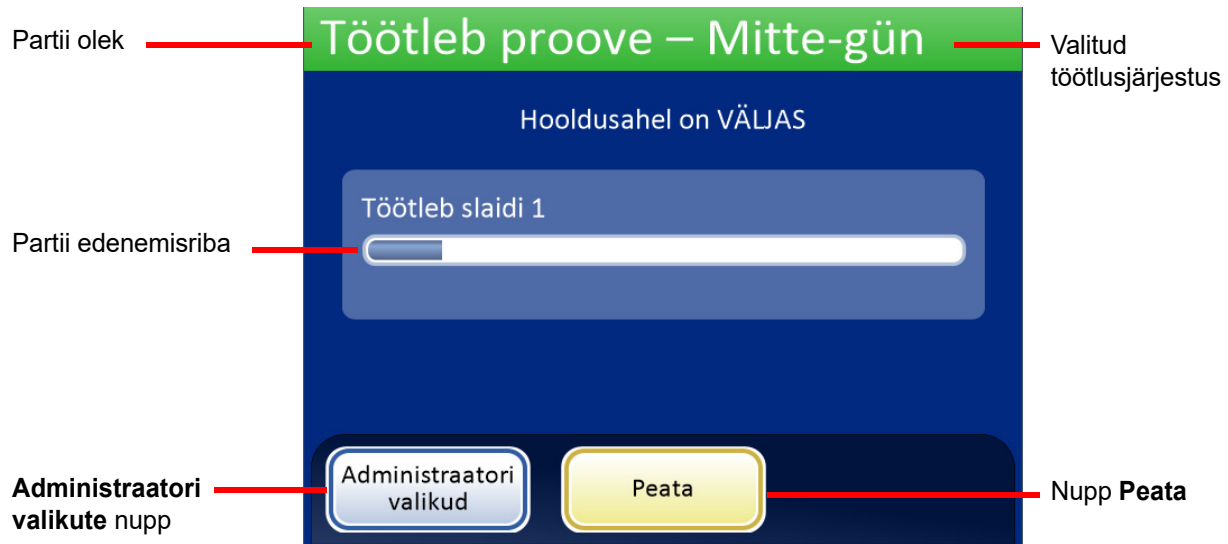 Partii olek
Töötleb proove – Mitte-gün
Valitud
töötlusjärjestus
Hooldusahel on VÄLJAS
Töötleb slaidi 1
Partii edenemisriba
Administraatori
valikute nupp
Administraatori
valikud
Peata
Nupp Peata